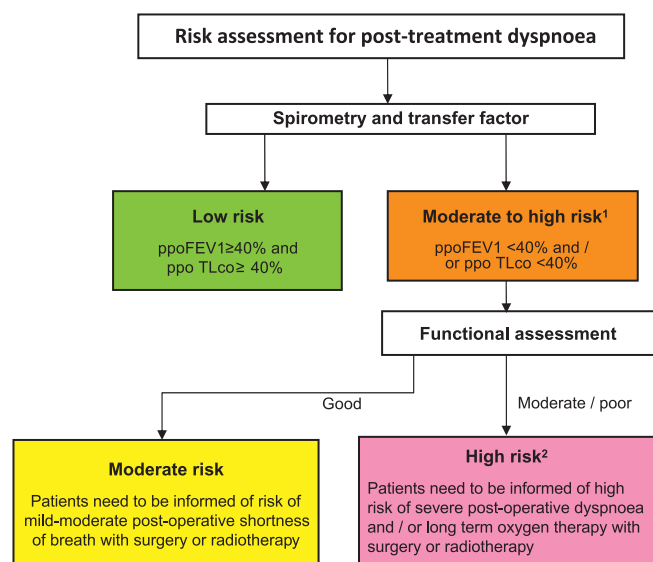 Risk assessment for post-treatment dyspnoea
Spirometry and transfer factor
Low risk
ppoFEV1≥40% and
ppo TLco≥ 40%
Moderate to high risk¹
ppoFEV1 <40% and /
or ppo TLco <40%
Functional assessment
Good
Moderate / poor
Moderate risk
Patients need to be informed of risk of
mild-moderate post-operative shortness
of breath with surgery or radiotherapy
High risk²
Patients need to be informed of high
risk of severe post-operative dyspnoea
and / or long term oxygen therapy with
surgery or radiotherapy